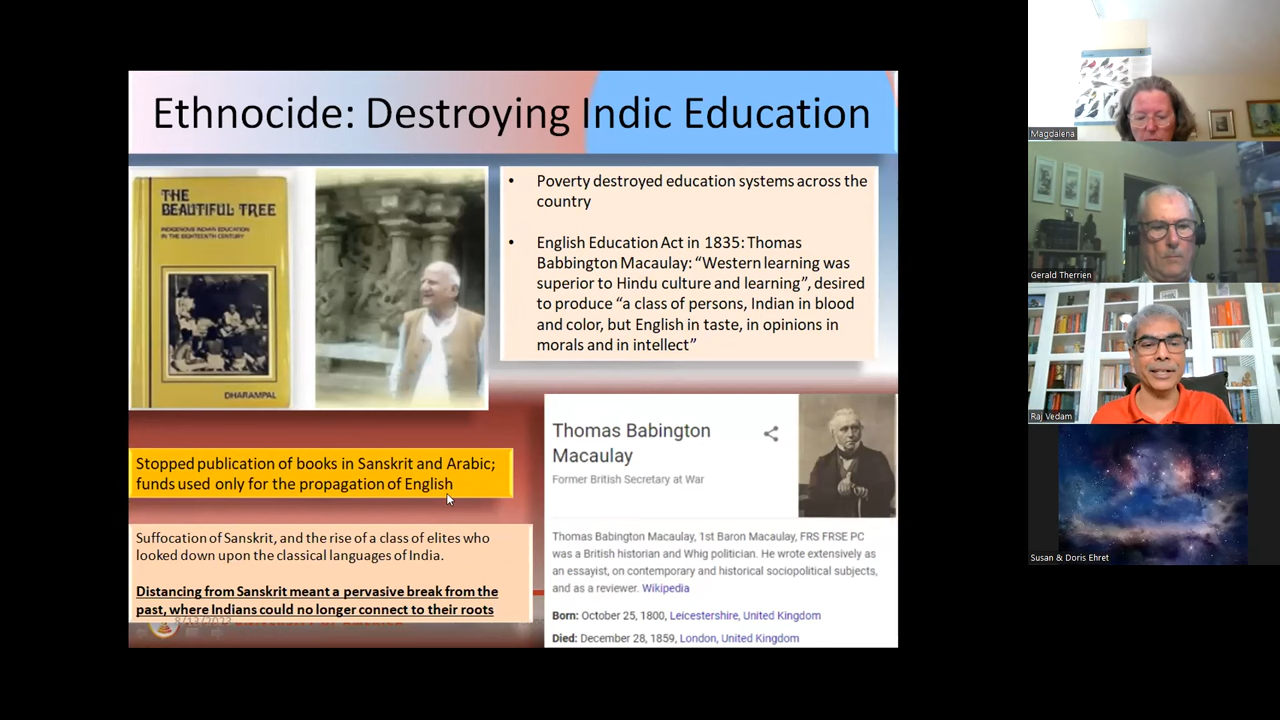 Ethnocide: Destroying Indic Education
THE
BEAUTIFUL TREE
INDIGENOUS INDIAN EDUCATION
IN THE EIGHTEENTH CENTURY
DHARAMPAL
• Poverty destroyed education systems across the
country
• English Education Act in 1835: Thomas
Babbington Macaulay: “Western learning was
superior to Hindu culture and learning”, desired
to produce “a class of persons, Indian in blood
and color, but English in taste, in opinions in
morals and in intellect”
Stopped publication of books in Sanskrit and Arabic;
funds used only for the propagation of English
Suffocation of Sanskrit, and the rise of a class of elites who
looked down upon the classical languages of India.
Distancing from Sanskrit meant a pervasive break from the
past, where Indians could no longer connect to their roots
8/13/2023
UNIVERSITY OF AMERICA
Thomas Babington
Macaulay
Former British Secretary at War
Thomas Babington Macaulay, 1st Baron Macaulay, FRS FRSE PC
was a British historian and Whig politician. He wrote extensively as
an essayist, on contemporary and historical sociopolitical subjects,
and as a reviewer. Wikipedia
Born: October 25, 1800, Leicestershire, United Kingdom
Died: December 28, 1859, London, United Kingdom
Magdalena
Gerald Therrien
Raj Vedam
Susan & Doris Ehret